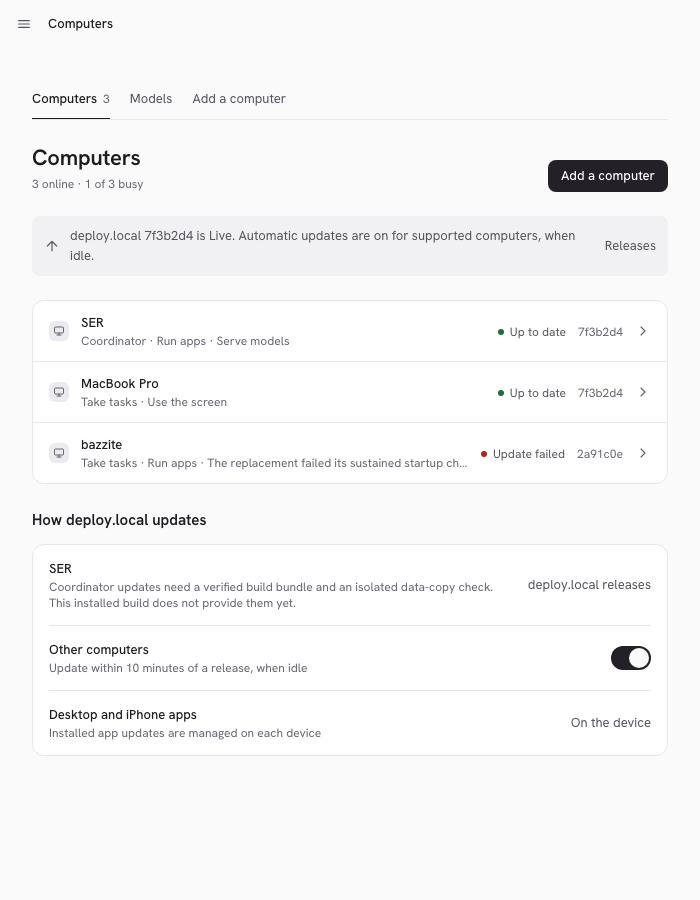 Computers
Computers 3
Models
Add a computer
Computers
3 online · 1 of 3 busy
Add a computer
deploy.local 7f3b2d4 is Live. Automatic updates are on for supported computers, when
idle.
Releases
SER
Coordinator · Run apps · Serve models
Up to date
7f3b2d4
MacBook Pro
Take tasks · Use the screen
Up to date
7f3b2d4
bazzite
Take tasks · Run apps · The replacement failed its sustained startup ch...
Update failed
2a91c0e
How deploy.local updates
SER
Coordinator updates need a verified build bundle and an isolated data-copy check.
This installed build does not provide them yet.
deploy.local releases
Other computers
Update within 10 minutes of a release, when idle
Desktop and iPhone apps
Installed app updates are managed on each device
On the device